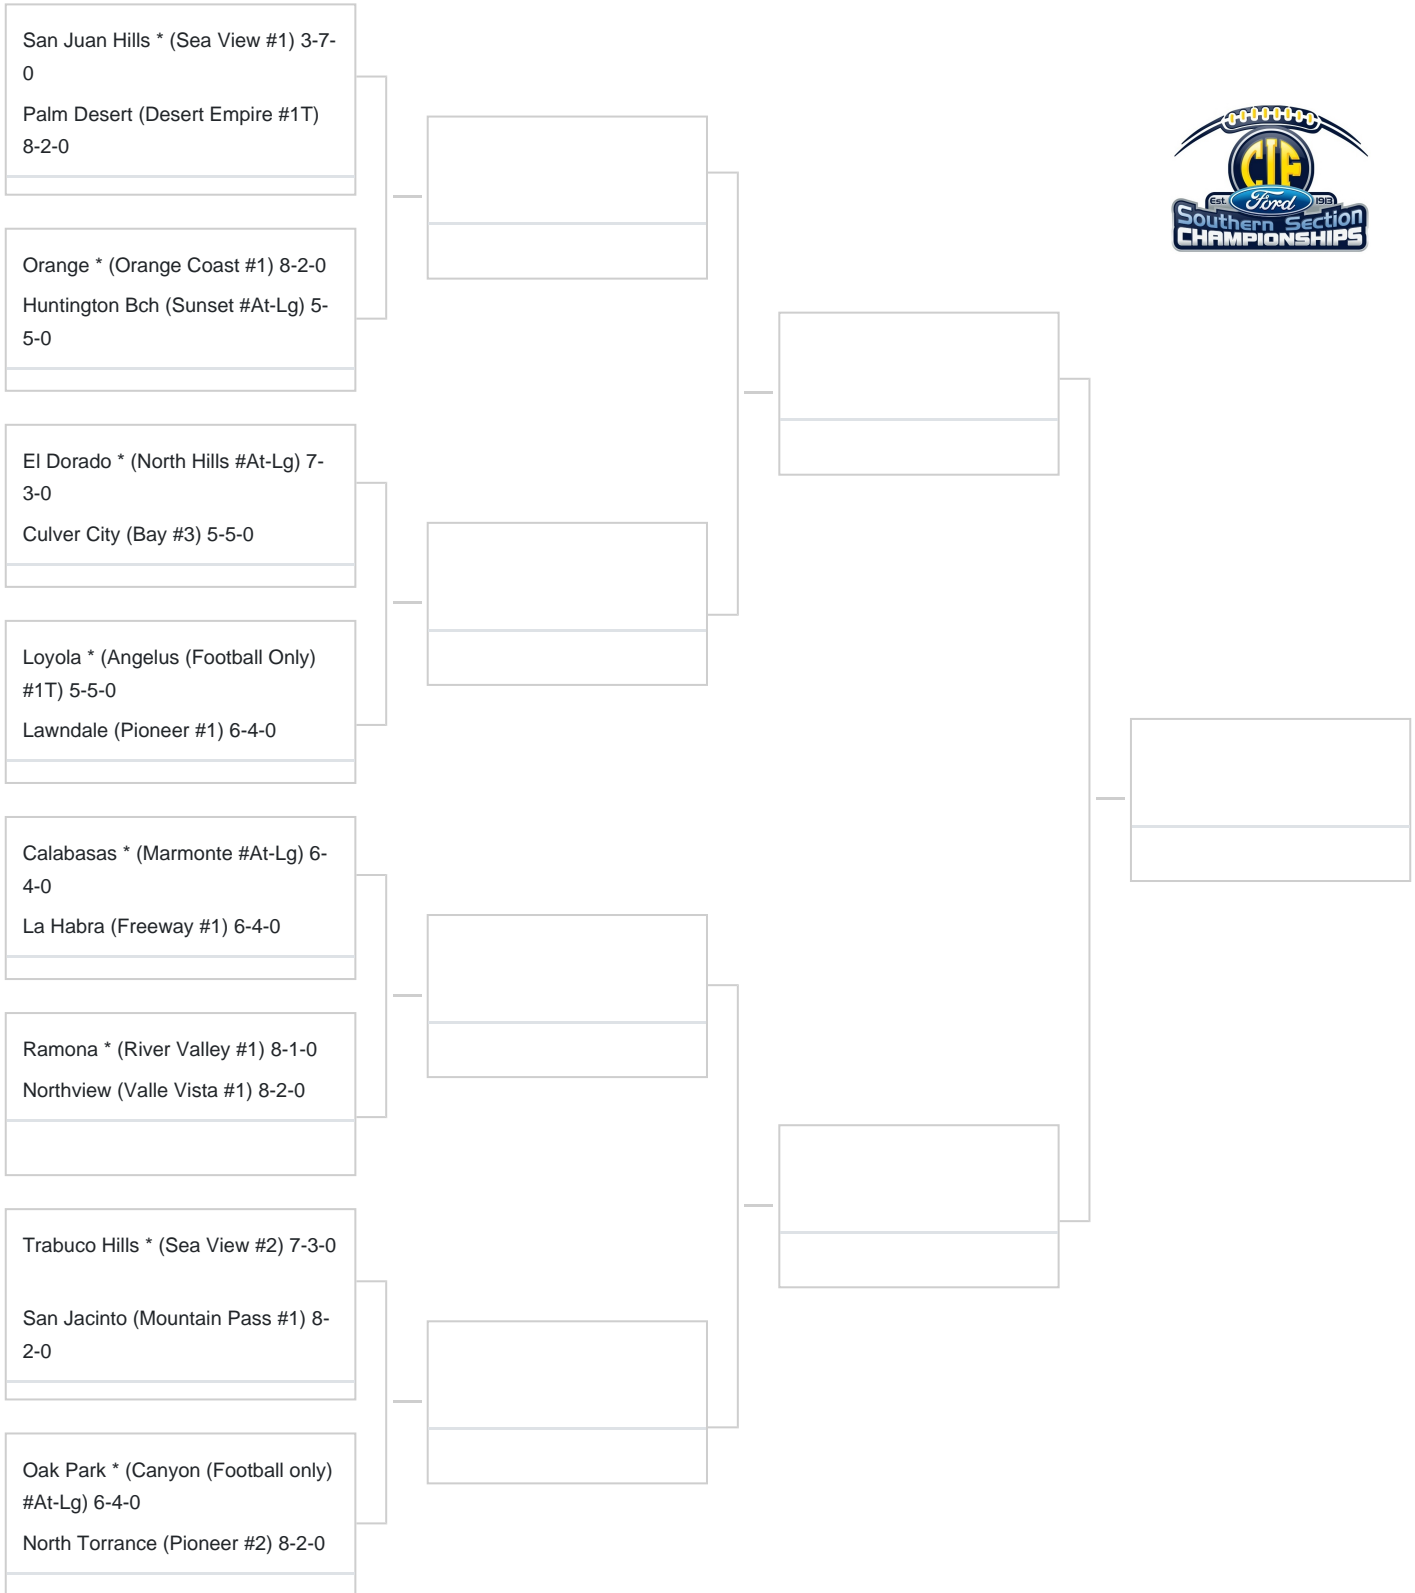 San Juan Hills * (Sea View #1) 3-7-
0
Palm Desert (Desert Empire #1T)
8-2-0
Orange * (Orange Coast #1) 8-2-0
Huntington Bch (Sunset #At-Lg) 5-
5-0
El Dorado * (North Hills #At-Lg) 7-
3-0
Culver City (Bay #3) 5-5-0
Loyola * (Angelus (Football Only)
#1T) 5-5-0
Lawndale (Pioneer #1) 6-4-0
Calabasas * (Marmonte #At-Lg) 6-
4-0
La Habra (Freeway #1) 6-4-0
Ramona * (River Valley #1) 8-1-0
Northview (Valle Vista #1) 8-2-0
Trabuco Hills * (Sea View #2) 7-3-0
San Jacinto (Mountain Pass #1) 8-
2-0
Oak Park * (Canyon (Football only)
#At-Lg) 6-4-0
North Torrance (Pioneer #2) 8-2-0
CIF
Est. Ford 1913
Southern Section
CHAMPIONSHIPS